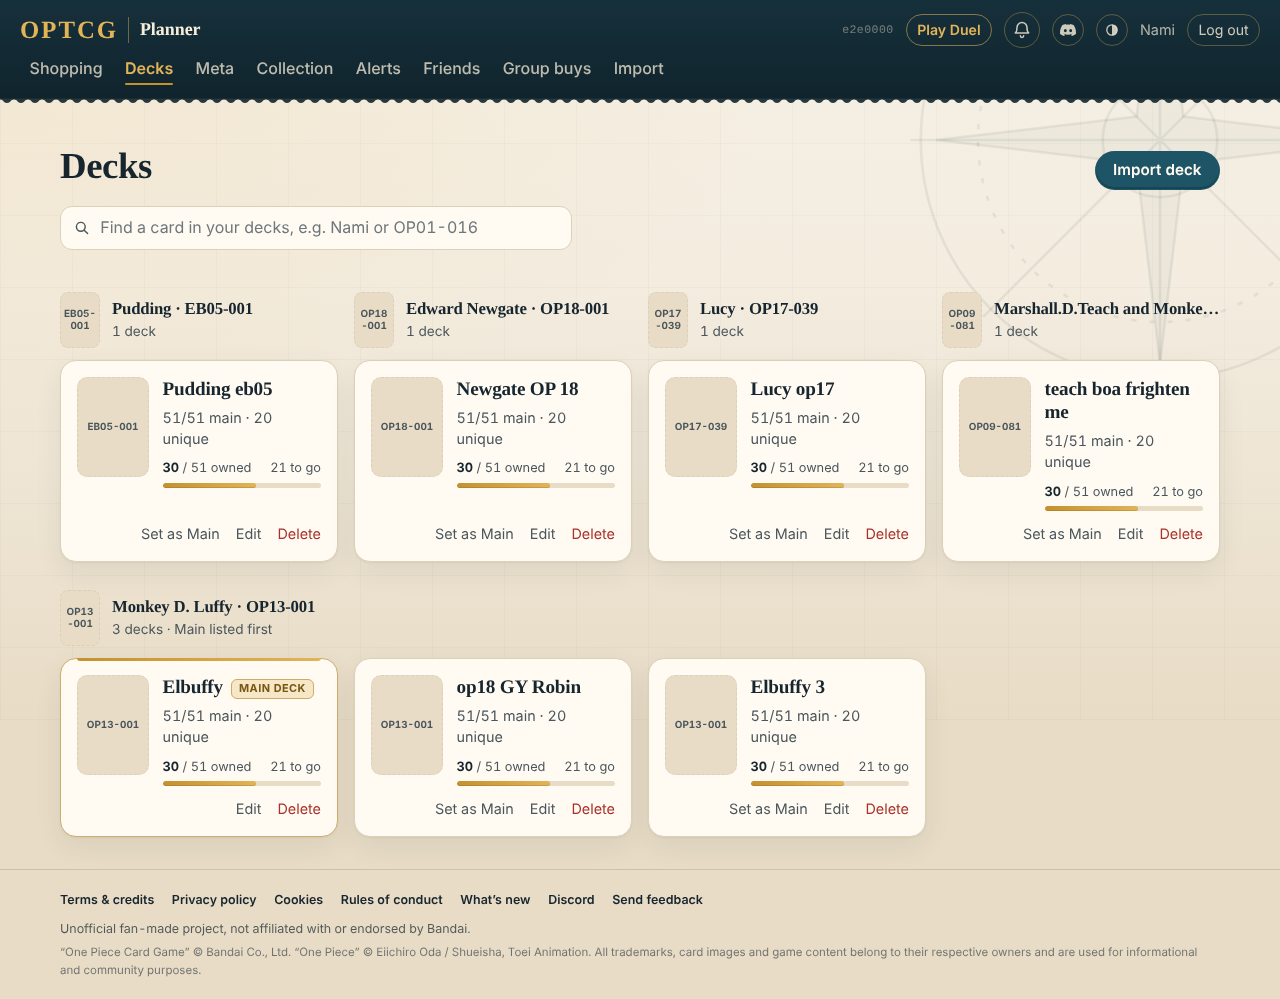 OPTCG Planner
e2e0000 Play Duel Nami Log out
Shopping Decks Meta Collection Alerts Friends Group buys Import
Decks
Import deck
Find a card in your decks, e.g. Nami or OP01-016
EB05-
001
Pudding · EB05-001
1 deck
OP18
-001
Edward Newgate · OP18-001
1 deck
OP17
-039
Lucy · OP17-039
1 deck
OP09
-081
Marshall.D.Teach and Monke…
1 deck
EB05-001
Pudding eb05
51/51 main · 20
unique
30 / 51 owned 21 to go
Set as Main Edit Delete
OP18-001
Newgate OP 18
51/51 main · 20
unique
30 / 51 owned 21 to go
Set as Main Edit Delete
OP17-039
Lucy op17
51/51 main · 20
unique
30 / 51 owned 21 to go
Set as Main Edit Delete
OP09-081
teach boa frighten
me
51/51 main · 20
unique
30 / 51 owned 21 to go
Set as Main Edit Delete
OP13
-001
Monkey D. Luffy · OP13-001
3 decks · Main listed first
OP13-001
Elbuffy MAIN DECK
51/51 main · 20
unique
30 / 51 owned 21 to go
Edit Delete
OP13-001
op18 GY Robin
51/51 main · 20
unique
30 / 51 owned 21 to go
Set as Main Edit Delete
OP13-001
Elbuffy 3
51/51 main · 20
unique
30 / 51 owned 21 to go
Set as Main Edit Delete
Terms & credits Privacy policy Cookies Rules of conduct What’s new Discord Send feedback
Unofficial fan-made project, not affiliated with or endorsed by Bandai.
“One Piece Card Game” © Bandai Co., Ltd. “One Piece” © Eiichiro Oda / Shueisha, Toei Animation. All trademarks, card images and game content belong to their respective owners and are used for informational
and community purposes.